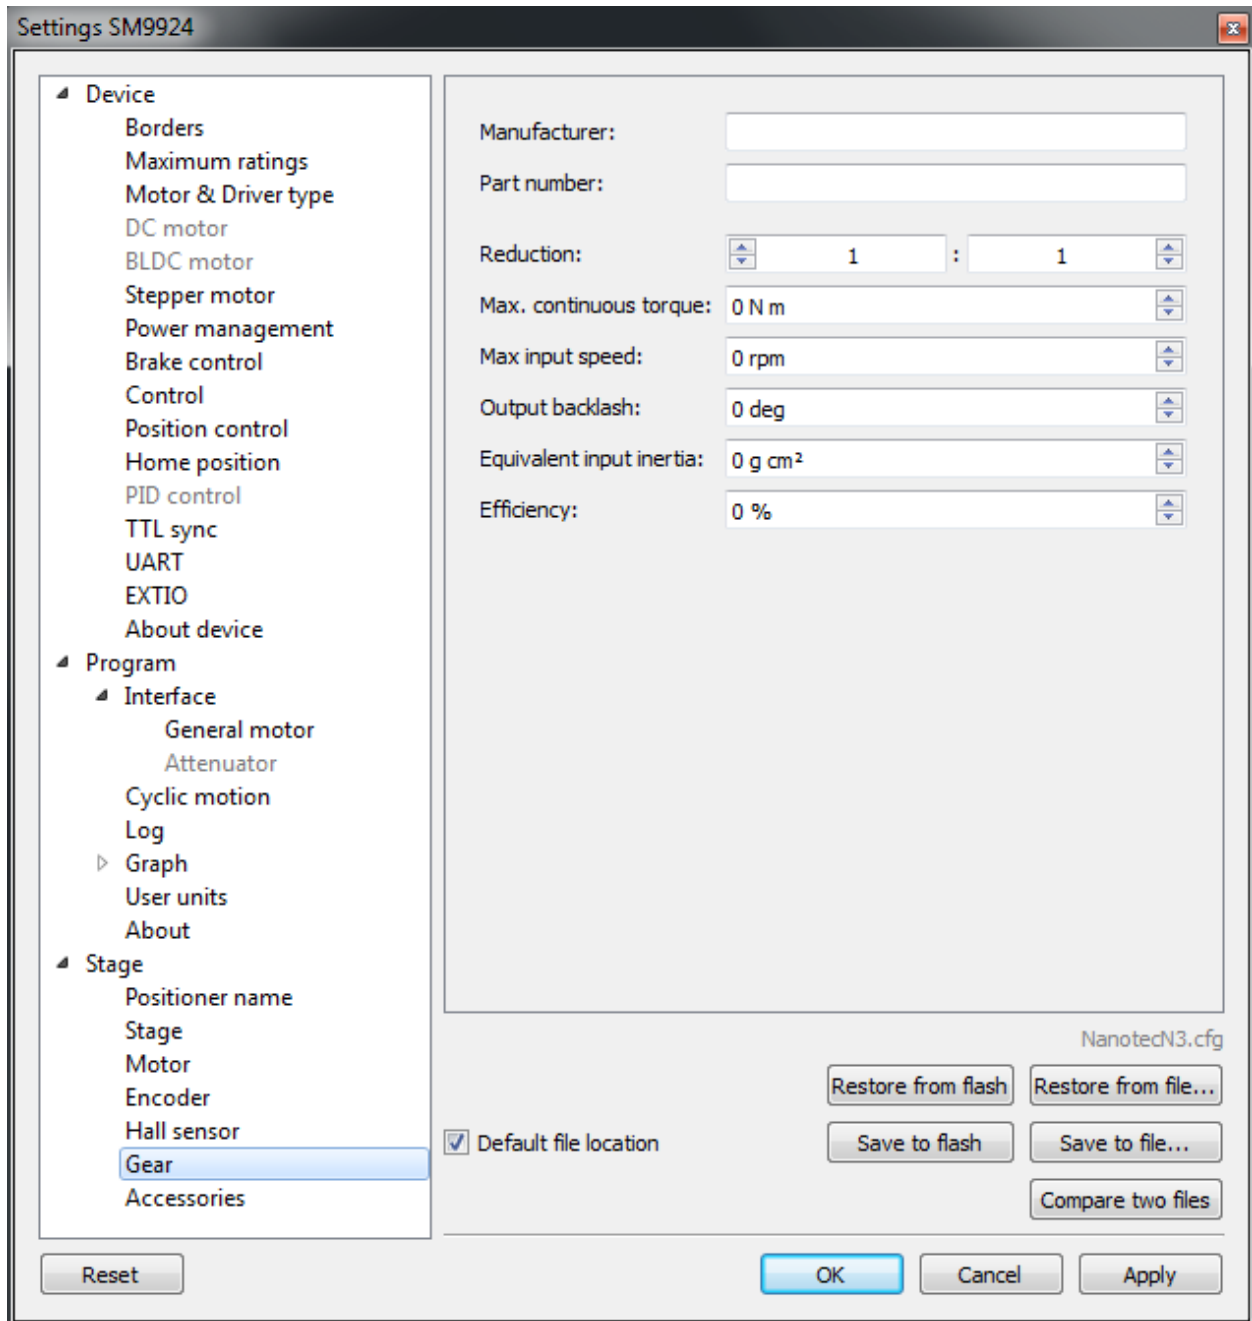 Settings SM9924
Device
Borders
Maximum ratings
Motor & Driver type
DC motor
BLDC motor
Stepper motor
Power management
Brake control
Control
Position control
Home position
PID control
TTL sync
UART
EXTIO
About device
Program
Interface
General motor
Attenuator
Cyclic motion
Log
Graph
User units
About
Stage
Positioner name
Stage
Motor
Encoder
Hall sensor
Gear
Accessories
Manufacturer:
Part number:
Reduction: 1 : 1
Max. continuous torque: 0 N m
Max input speed: 0 rpm
Output backlash: 0 deg
Equivalent input inertia: 0 g cm²
Efficiency: 0 %
NanotecN3.cfg
Restore from flash Restore from file...
Default file location Save to flash Save to file...
Compare two files
Reset OK Cancel Apply